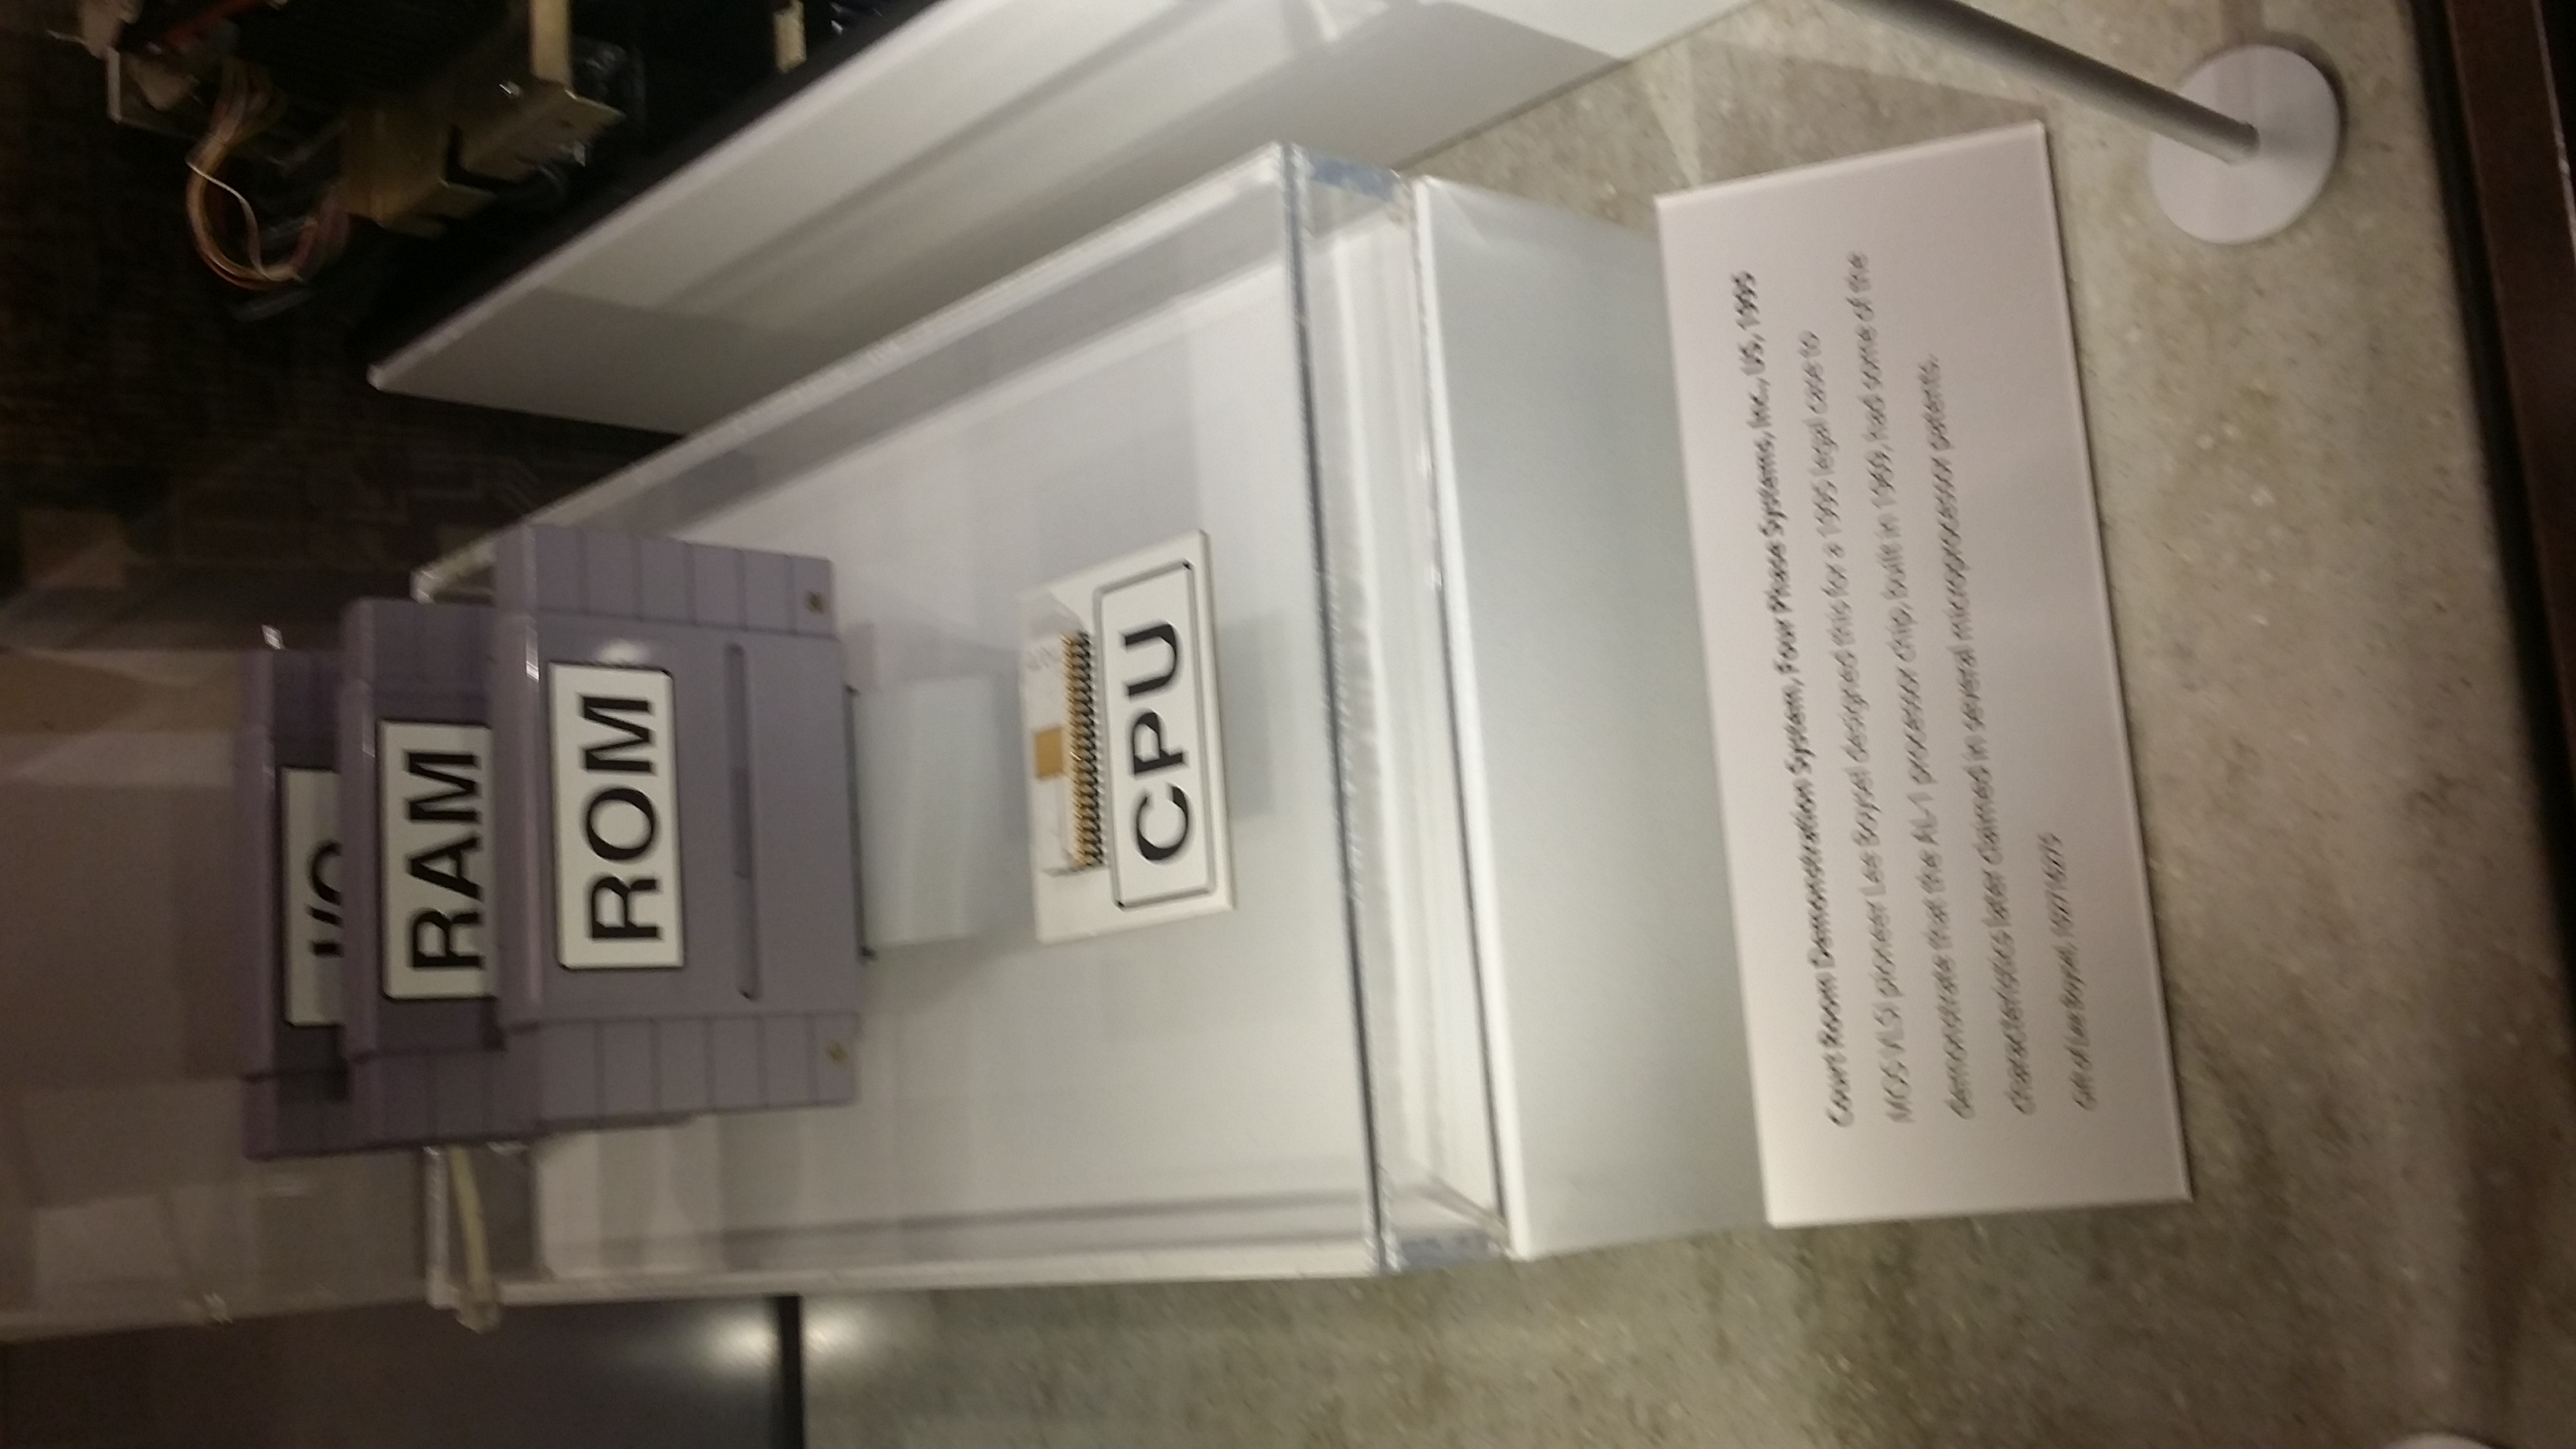 I/O
RAM
ROM
CPU
Court Room Demonstration System, Four Phase Systems, Inc., US, 1995
MOS VLSI pioneer Lee Boysel designed this for a 1995 legal case to
demonstrate that the AL-1 processor chip, built in 1969, had some of the
characteristics later claimed in several microprocessor patents.
Gift of Lee Boysel,